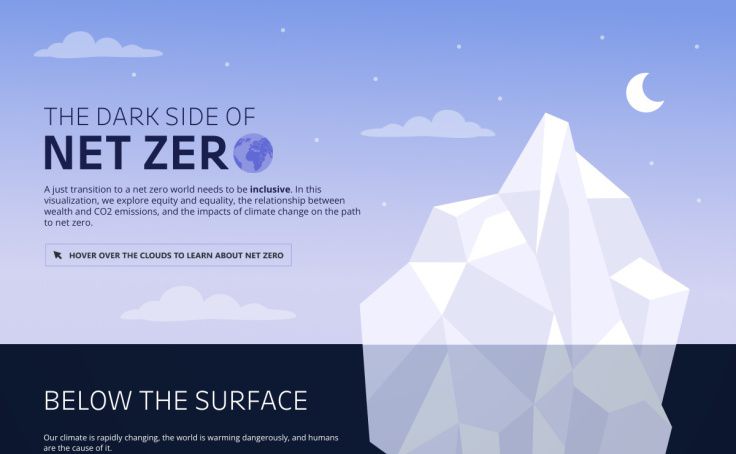 THE DARK SIDE OF
NET ZERO
A just transition to a net zero world needs to be inclusive. In this
visualization, we explore equity and equality, the relationship between
wealth and CO2 emissions, and the impacts of climate change on the path
to net zero.
HOVER OVER THE CLOUDS TO LEARN ABOUT NET ZERO
BELOW THE SURFACE
Our climate is rapidly changing, the world is warming dangerously, and humans
are the cause of it.